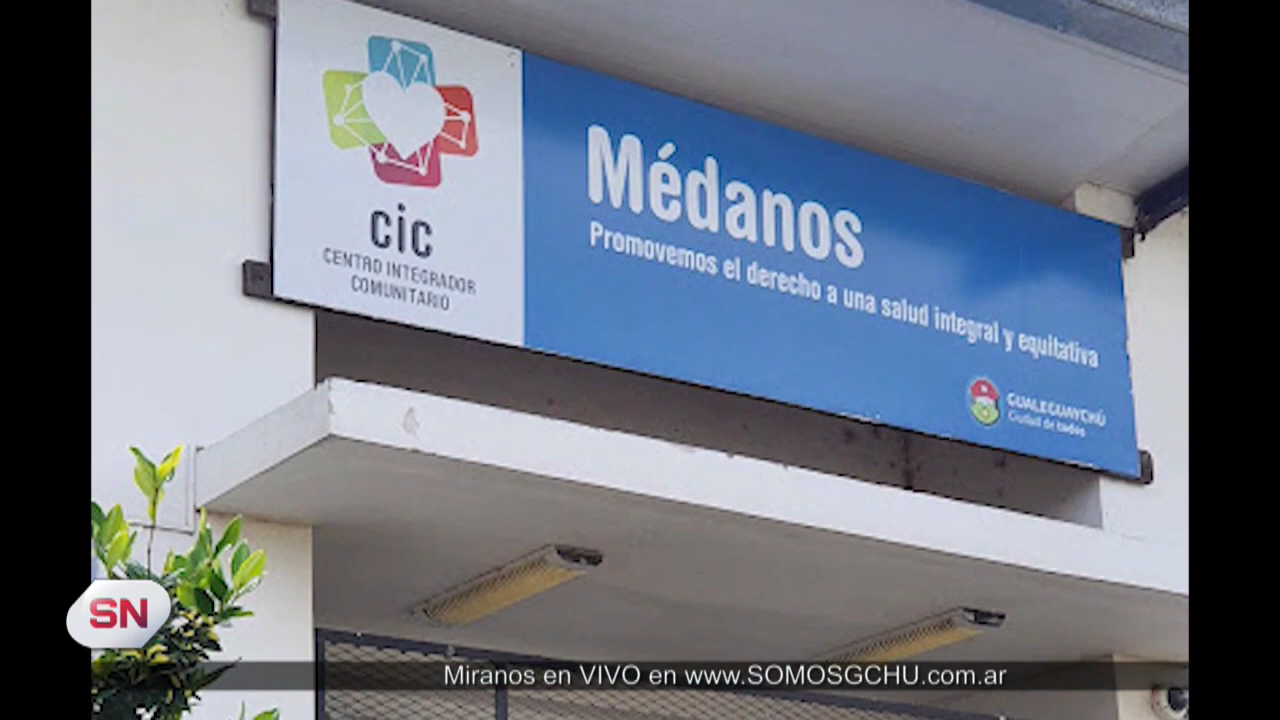 cic
CENTRO INTEGRADOR
COMUNITARIO
Médanos
Promovemos el derecho a una salud integral y equitativa
GUALEGUAYCHÚ
Ciudad de todos
SN
Miranos en VIVO en www.SOMOSGCHU.com.ar